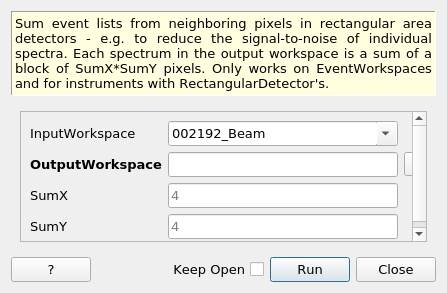 Sum event lists from neighboring pixels in rectangular area
detectors - e.g. to reduce the signal-to-noise of individual
spectra. Each spectrum in the output workspace is a sum of a
block of SumX*SumY pixels. Only works on EventWorkspaces
and for instruments with RectangularDetector's.
InputWorkspace 002192_Beam
OutputWorkspace
SumX 4
SumY 4
? Keep Open Run Close